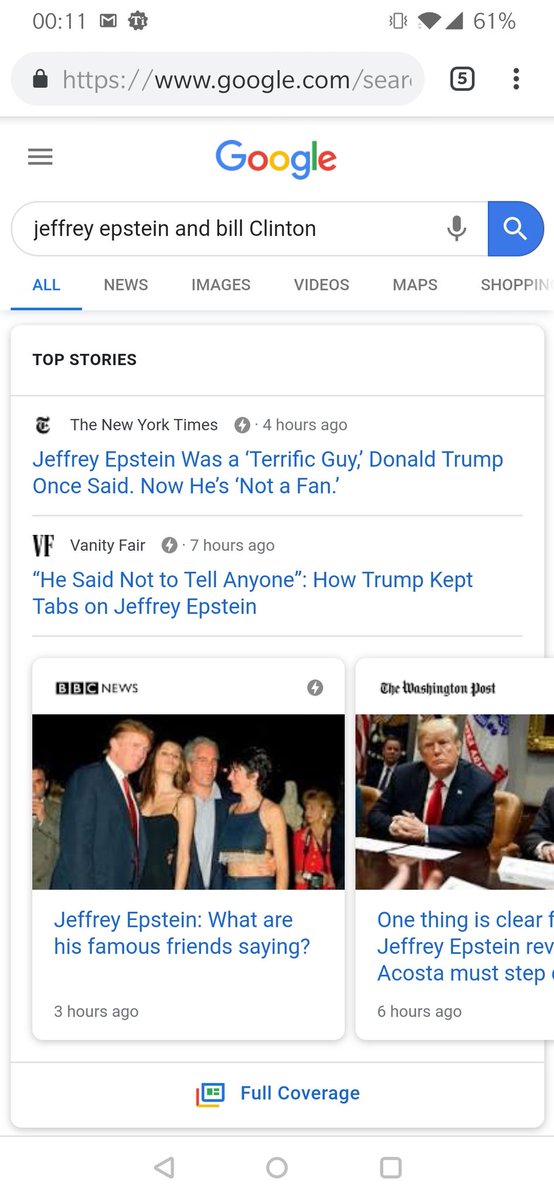 00:11 61%
https://www.google.com/sear
5
Google
jeffrey epstein and bill Clinton
ALL NEWS IMAGES VIDEOS MAPS SHOPPIN
TOP STORIES
The New York Times · 4 hours ago
Jeffrey Epstein Was a ‘Terrific Guy,’ Donald Trump
Once Said. Now He’s ‘Not a Fan.’
VF Vanity Fair · 7 hours ago
“He Said Not to Tell Anyone”: How Trump Kept
Tabs on Jeffrey Epstein
BBC NEWS
Jeffrey Epstein: What are
his famous friends saying?
3 hours ago
The Washington Post
One thing is clear f
Jeffrey Epstein rev
Acosta must step
6 hours ago
Full Coverage